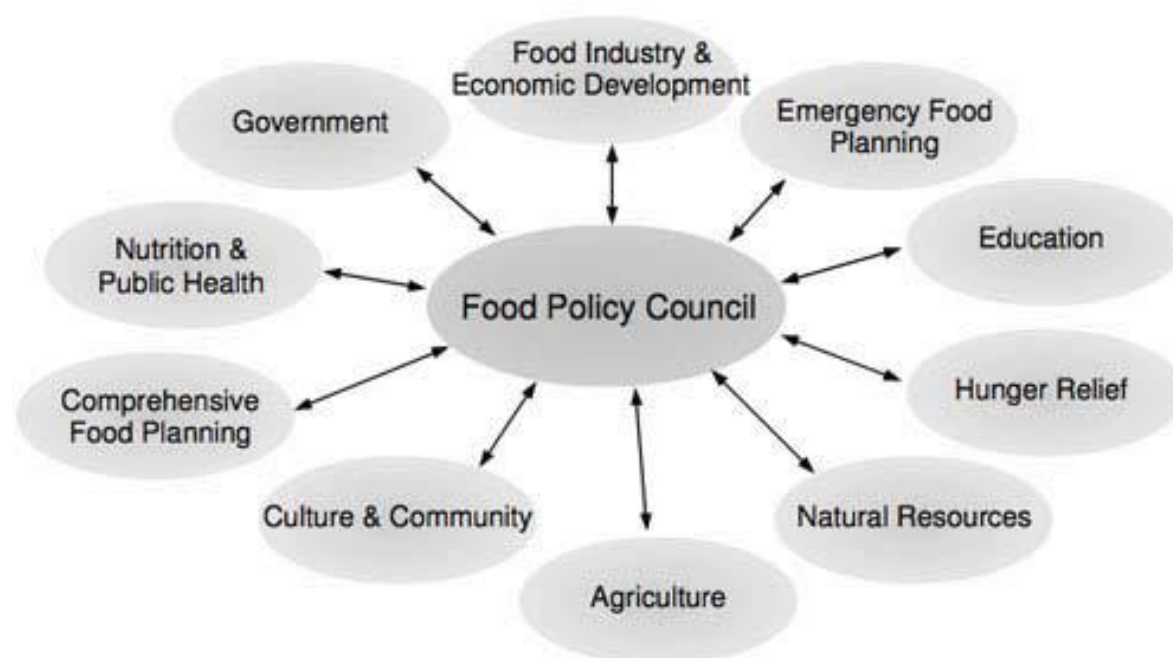 Food Industry &
Economic Development
Government
Emergency Food
Planning
Nutrition &
Public Health
Education
Food Policy Council
Comprehensive
Food Planning
Hunger Relief
Culture & Community
Natural Resources
Agriculture